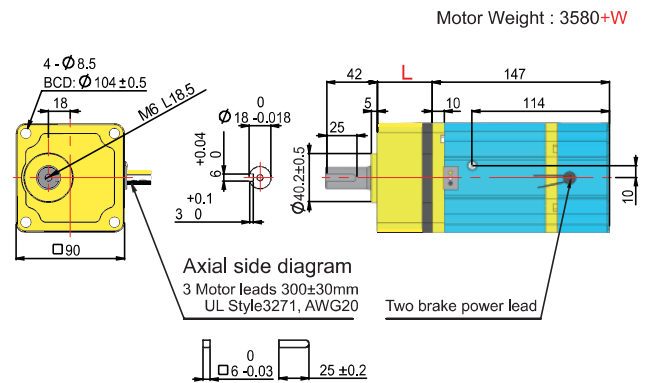 Motor Weight : 3580+W
4 - Ø 8.5
BCD: Ø 104 ±0.5
18
M6 L18.5
0
Ø 18 -0.018
+0.04
6 0
+0.1
3 0
□ 90
42
L
147
5
10
114
25
Ø40.2±0.5
10
Axial side diagram
3 Motor leads 300±30mm
UL Style3271, AWG20
Two brake power lead
0
□ 6 -0.03
25 ±0.2